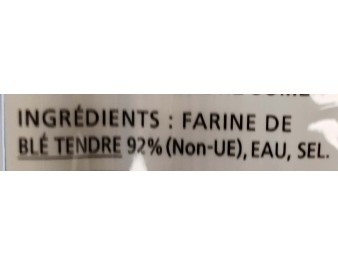 INGRÉDIENTS : FARINE DE
BLÉ TENDRE 92% (Non-UE), EAU, SEL.